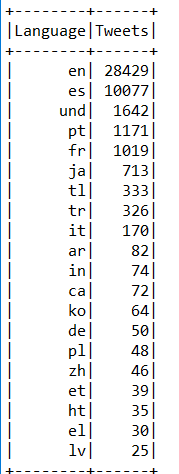 +--------+------+
|Language|Tweets|
+--------+------+
|      en| 28429|
|      es| 10077|
|     und|  1642|
|      pt|  1171|
|      fr|  1019|
|      ja|   713|
|      tl|   333|
|      tr|   326|
|      it|   170|
|      ar|    82|
|      in|    74|
|      ca|    72|
|      ko|    64|
|      de|    50|
|      pl|    48|
|      zh|    46|
|      et|    39|
|      ht|    35|
|      el|    30|
|      lv|    25|
+--------+------+